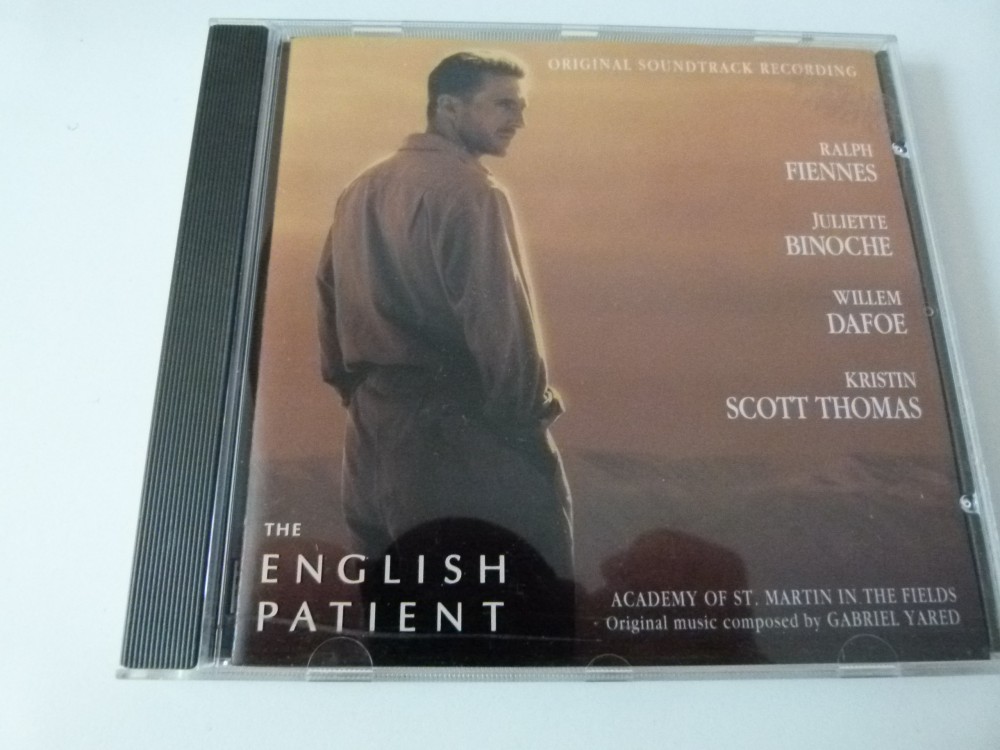 ORIGINAL SOUNDTRACK RECORDING
RALPH
FIENNES
JULIETTE
BINOCHE
WILLEM
DAFOE
KRISTIN
SCOTT THOMAS
THE
ENGLISH
PATIENT
ACADEMY OF ST. MARTIN IN THE FIELDS
Original music composed by GABRIEL YARED